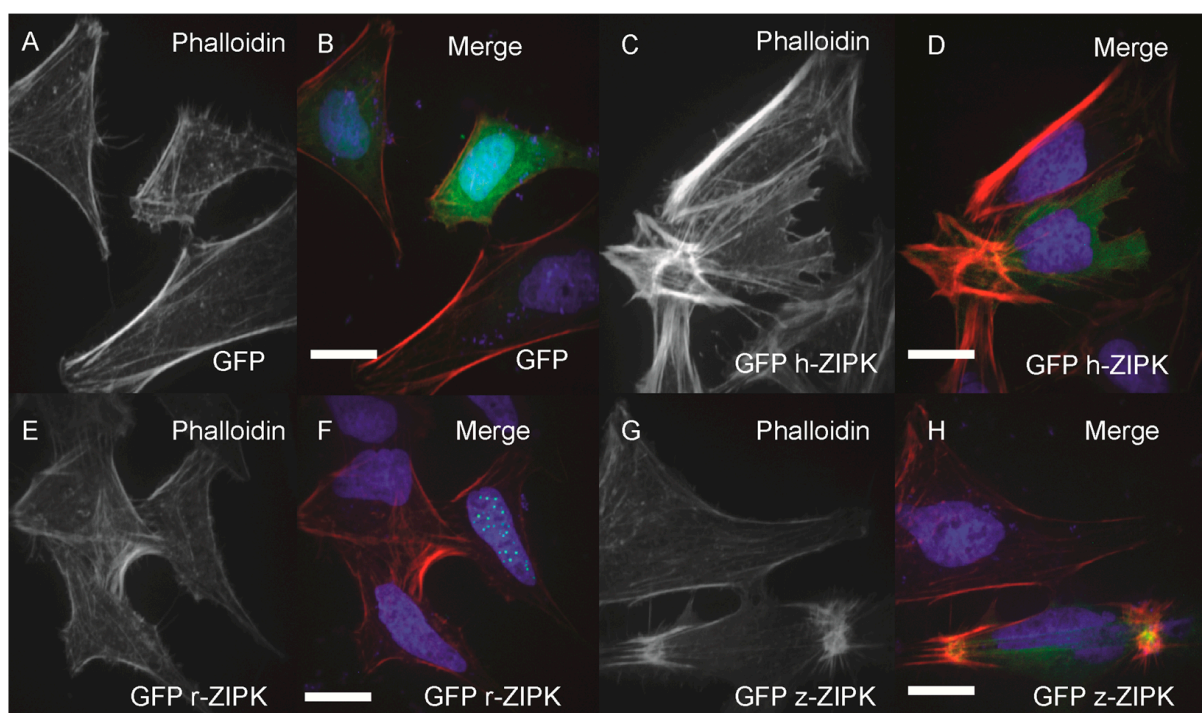 A Phalloidin
B Merge
C Phalloidin
D Merge
GFP
GFP
GFP h-ZIPK
GFP h-ZIPK
E Phalloidin
F Merge
G Phalloidin
H Merge
GFP r-ZIPK
GFP r-ZIPK
GFP z-ZIPK
GFP z-ZIPK